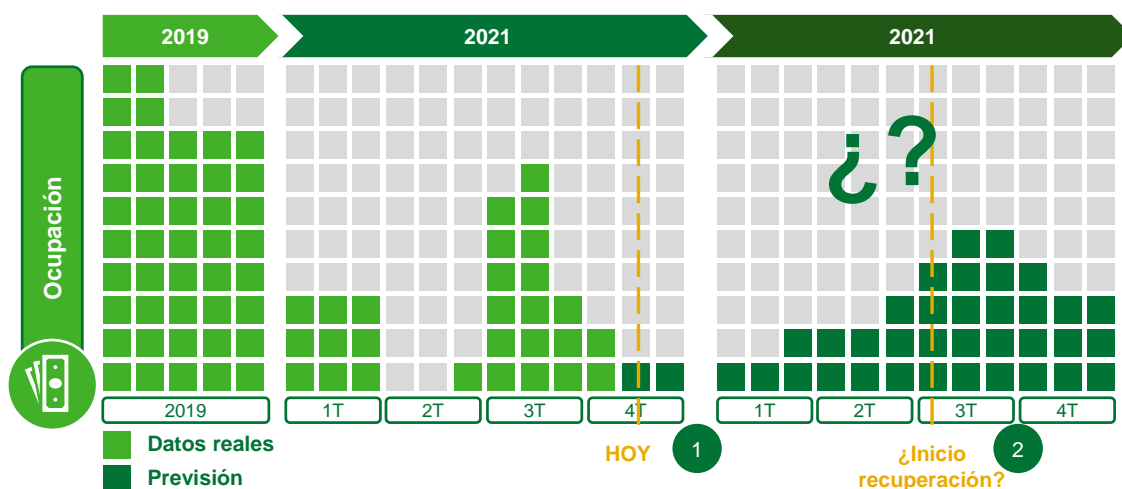 2019
2021
2021
Ocupación
¿?
2019
1T
2T
3T
4T
1T
2T
3T
4T
Datos reales
Previsión
HOY
1
¿Inicio
recuperación?
2